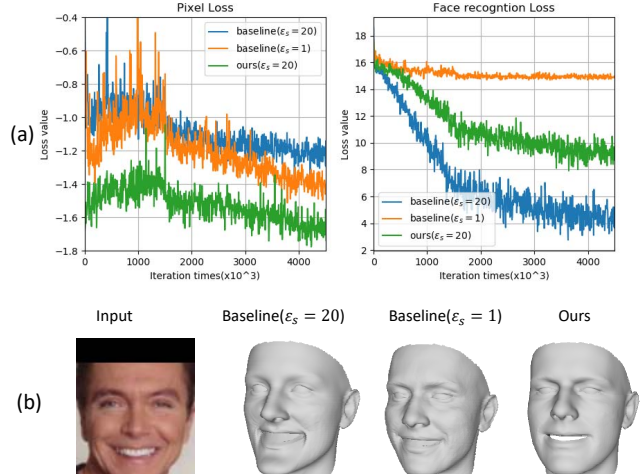 Pixel Loss
-0.4
-0.6
-0.8
-1.0
-1.2
-1.4
-1.6
-1.8
Loss value
0 1000 2000 3000 4000
Iteration times(x10^3)
baseline(εs = 20)
baseline(εs = 1)
ours(εs = 20)
Face recogntion Loss
18
16
14
12
10
8
6
4
2
Loss value
0 1000 2000 3000 4000
Iteration times(x10^3)
baseline(εs = 20)
baseline(εs = 1)
ours(εs = 20)
(a)
Input Baseline(εs = 20) Baseline(εs = 1) Ours
(b)